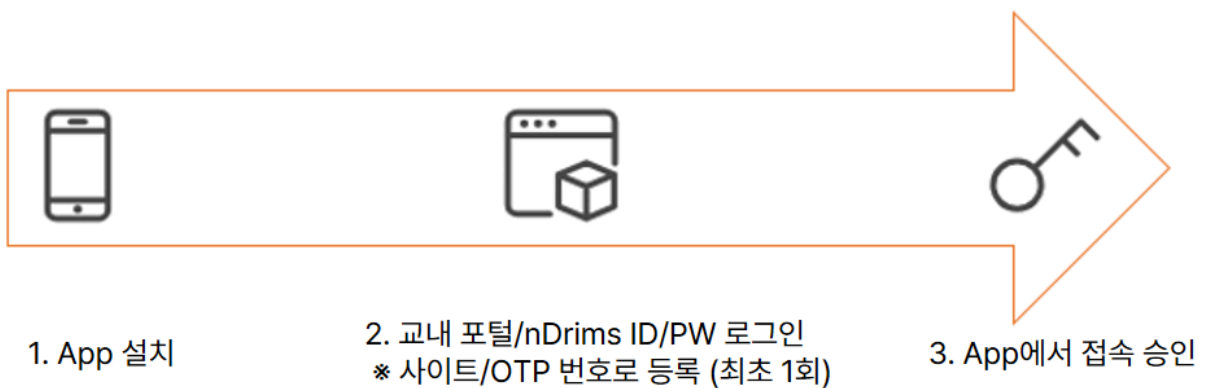 1. App 설치
2. 교내 포털/nDrims ID/PW 로그인
※ 사이트/OTP 번호로 등록 (최초 1회)
3. App에서 접속 승인